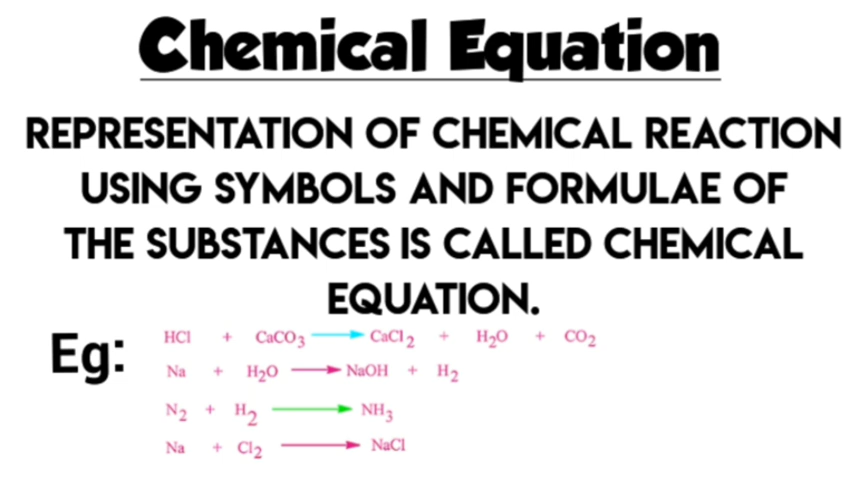 Chemical Equation
REPRESENTATION OF CHEMICAL REACTION
USING SYMBOLS AND FORMULAE OF
THE SUBSTANCES IS CALLED CHEMICAL
EQUATION.
Eg:
HCl + CaCO₃ → CaCl₂ + H₂O + CO₂
Na + H₂O → NaOH + H₂
N₂ + H₂ → NH₃
Na + Cl₂ → NaCl